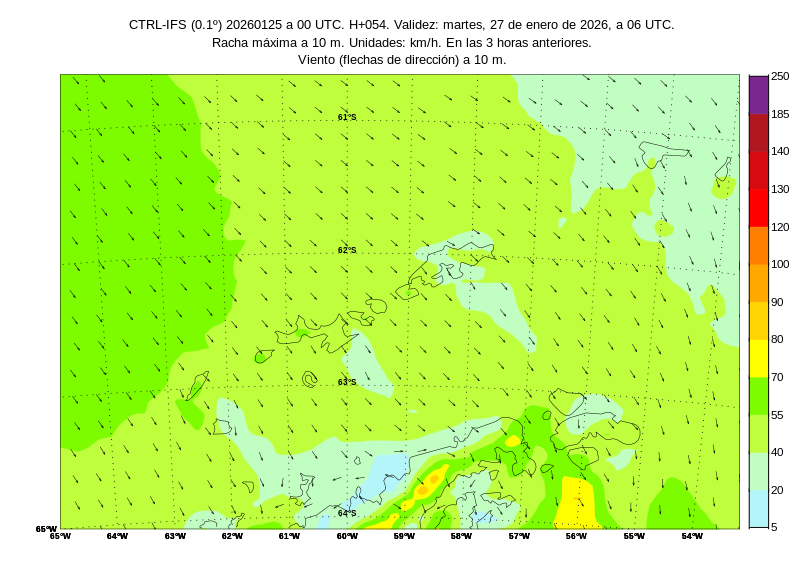 CTRL-IFS (0.1º) 20260125 a 00 UTC. H+054. Validez: martes, 27 de enero de 2026, a 06 UTC.
Racha máxima a 10 m. Unidades: km/h. En las 3 horas anteriores.
Viento (flechas de dirección) a 10 m.
250
185
140
130
120
100
90
80
70
55
40
20
5
61°S
62°S
63°S
64°S
65°W
65°W 64°W 63°W 62°W 61°W 60°W 59°W 58°W 57°W 56°W 55°W 54°W